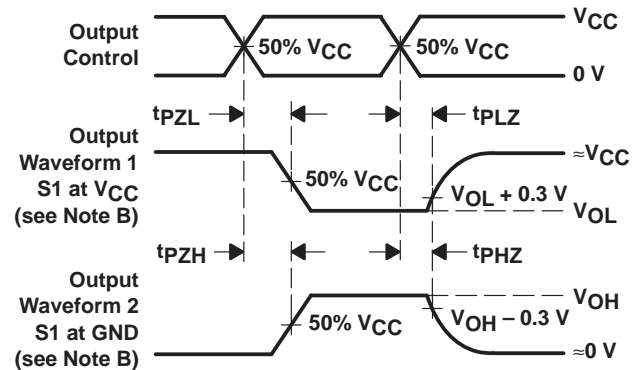 Output
Control
50% VCC
50% VCC
VCC
0 V
tPZL
tPLZ
Output
Waveform 1
S1 at VCC
(see Note B)
50% VCC
≈VCC
VOL + 0.3 V
VOL
tPZH
tPHZ
Output
Waveform 2
S1 at GND
(see Note B)
50% VCC
VOH
VOH – 0.3 V
≈0 V